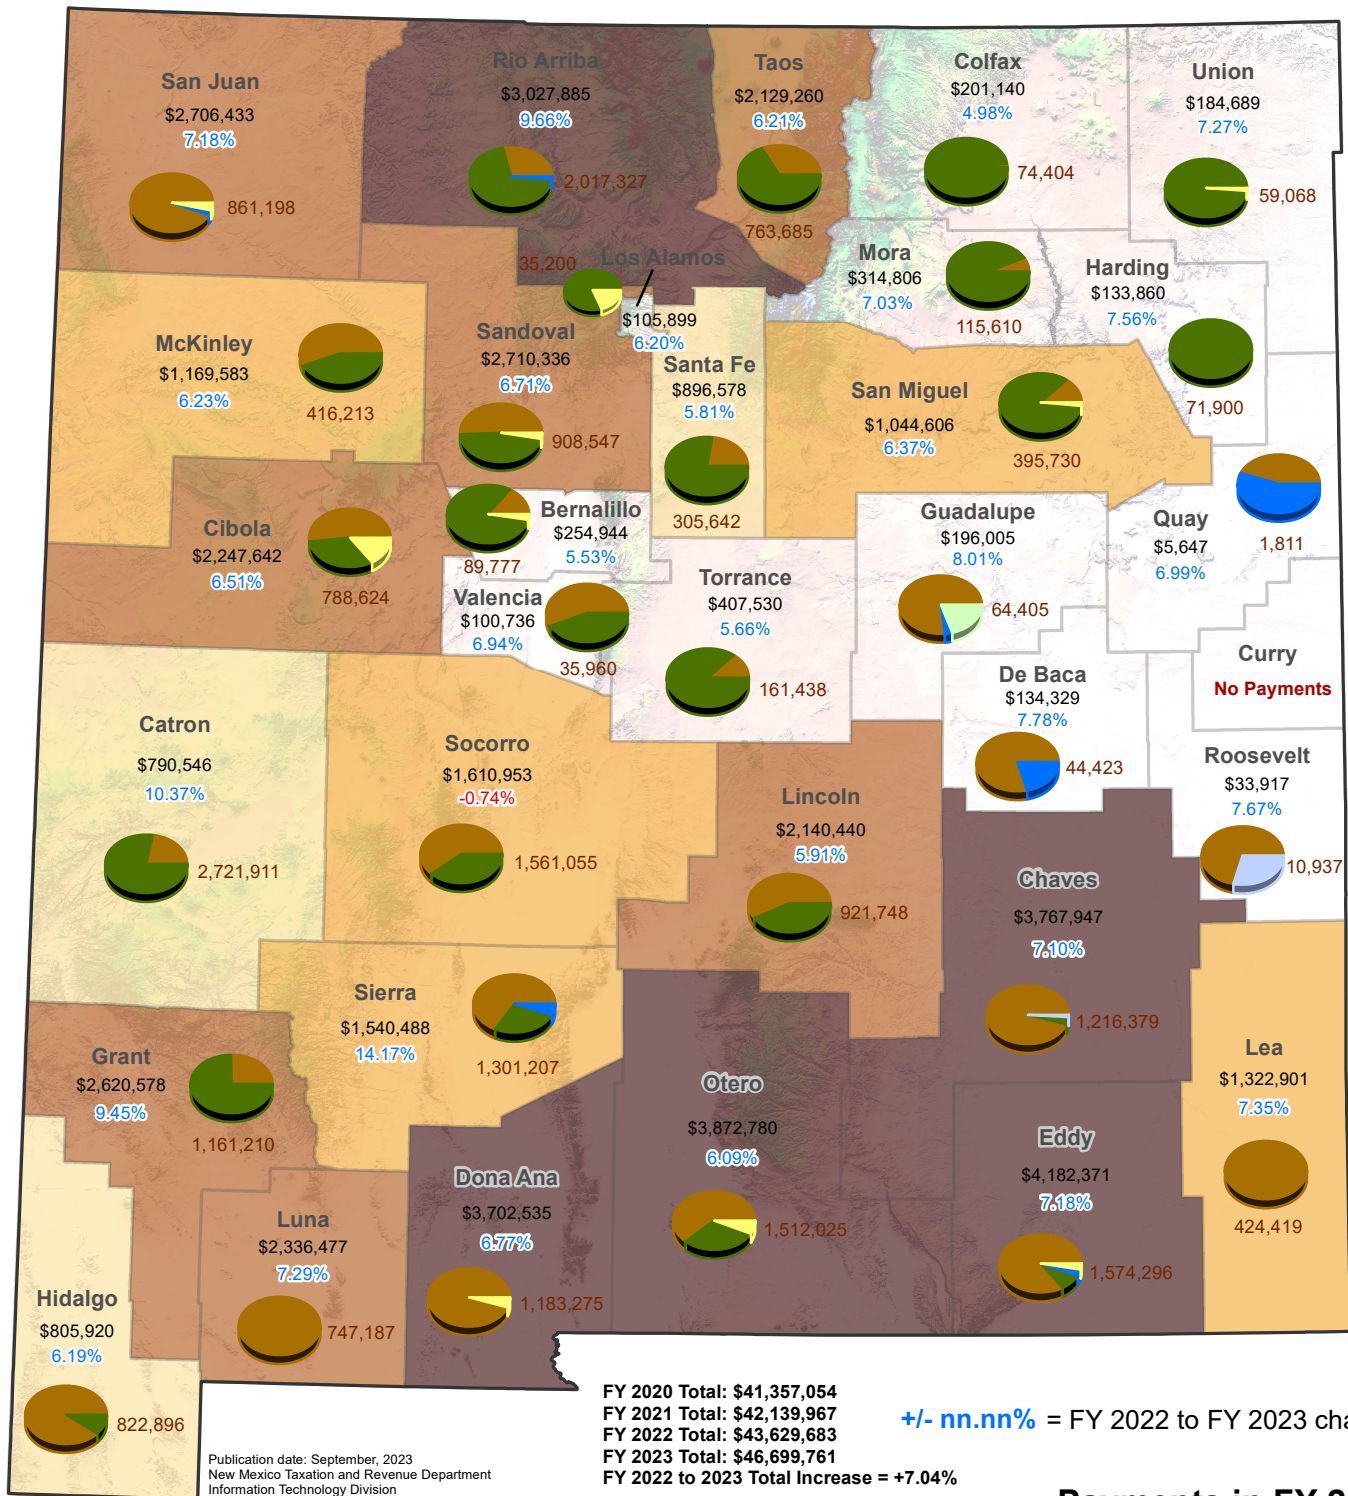 San Juan
$2,706,433
7.18%
861,198
Rio Arriba
$3,027,885
9.66%
2,017,327
Taos
$2,129,260
6.21%
763,685
Colfax
$201,140
4.98%
74,404
Union
$184,689
7.27%
59,068
Mora
$314,806
7.03%
115,610
Harding
$133,860
7.56%
71,900
35,200
Los Alamos
$105,899
6.20%
McKinley
$1,169,583
6.23%
416,213
Sandoval
$2,710,336
6.71%
908,547
Santa Fe
$896,578
5.81%
305,642
San Miguel
$1,044,606
6.37%
395,730
Cibola
$2,247,642
6.51%
788,624
Bernalillo
$254,944
5.53%
89,777
Valencia
$100,736
6.94%
35,960
Torrance
$407,530
5.66%
161,438
Guadalupe
$196,005
8.01%
64,405
Quay
$5,647
6.99%
1,811
Curry
No Payments
De Baca
$134,329
7.78%
44,423
Roosevelt
$33,917
7.67%
10,937
Catron
$790,546
10.37%
2,721,911
Socorro
$1,610,953
-0.74%
1,561,055
Lincoln
$2,140,440
5.91%
921,748
Chaves
$3,767,947
7.10%
1,216,379
Sierra
$1,540,488
14.17%
1,301,207
Grant
$2,620,578
9.45%
1,161,210
Otero
$3,872,780
6.09%
1,512,025
Eddy
$4,182,371
7.18%
1,574,296
Lea
$1,322,901
7.35%
424,419
Dona Ana
$3,702,535
6.77%
1,183,275
Luna
$2,336,477
7.29%
747,187
Hidalgo
$805,920
6.19%
822,896
FY 2020 Total: $41,357,054
FY 2021 Total: $42,139,967
FY 2022 Total: $43,629,683
FY 2023 Total: $46,699,761
FY 2022 to 2023 Total Increase = +7.04%
+/- nn.nn% = FY 2022 to FY 2023 cha
Publication date: September, 2023
New Mexico Taxation and Revenue Department
Information Technology Division